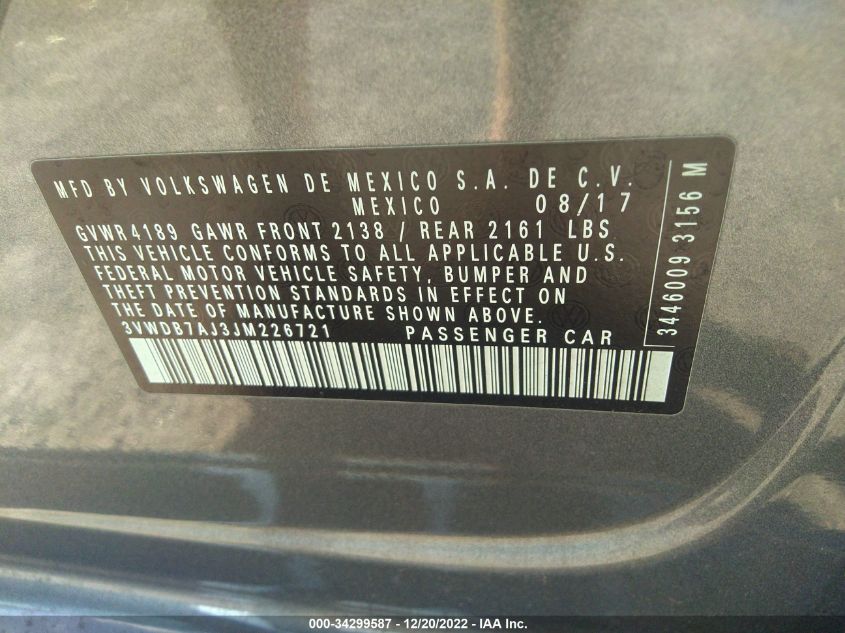 MFD BY VOLKSWAGEN DE MEXICO S.A. DE C.V.
MEXICO 08/17
GVWR 4189 GAWR FRONT 2138 / REAR 2161 LBS
THIS VEHICLE CONFORMS TO ALL APPLICABLE U.S.
FEDERAL MOTOR VEHICLE SAFETY, BUMPER AND
THEFT PREVENTION STANDARDS IN EFFECT ON
THE DATE OF MANUFACTURE SHOWN ABOVE.
3VWDB7AJ3JM226721 PASSENGER CAR
3446009 3156 M
000-34299587 - 12/20/2022 - IAA Inc.